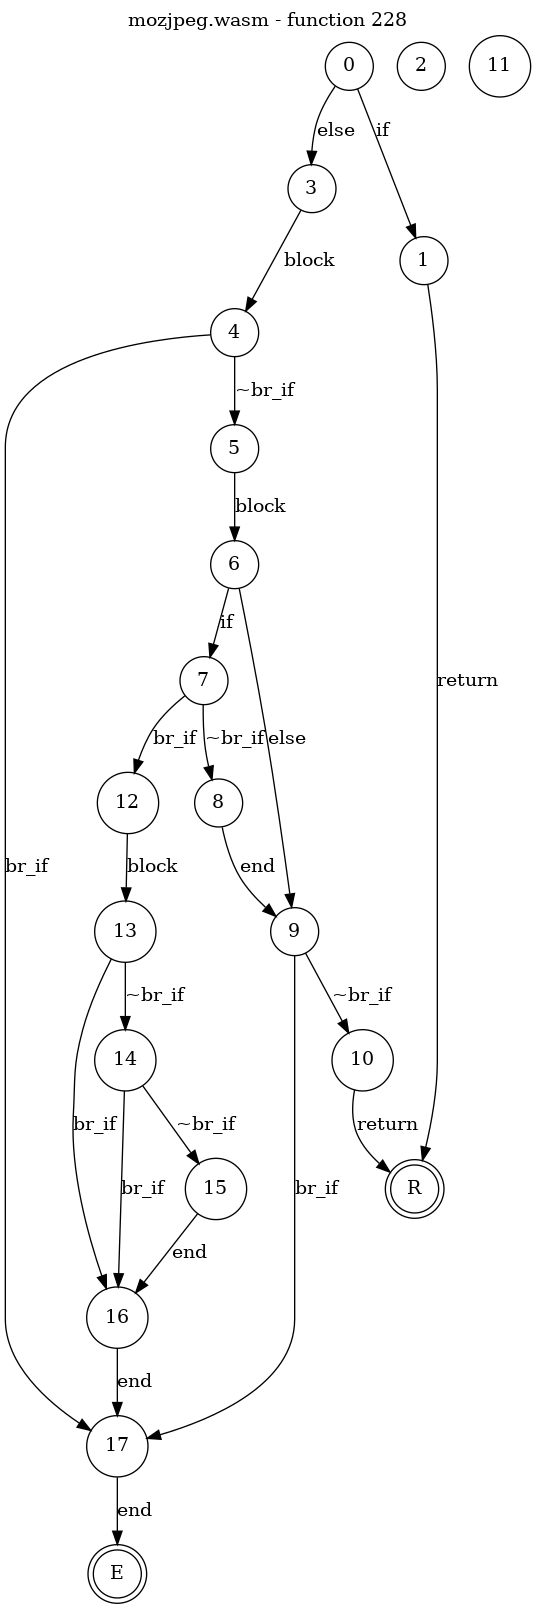 mozjpeg.wasm - function 228
0
2
11
else
if
3
1
block
4
~br_if
5
block
6
if
return
7
br_if
~br_if
else
12
8
br_if
block
end
13
9
~br_if
~br_if
14
10
br_if
~br_if
return
br_if
15
br_if
R
end
16
end
17
end
E